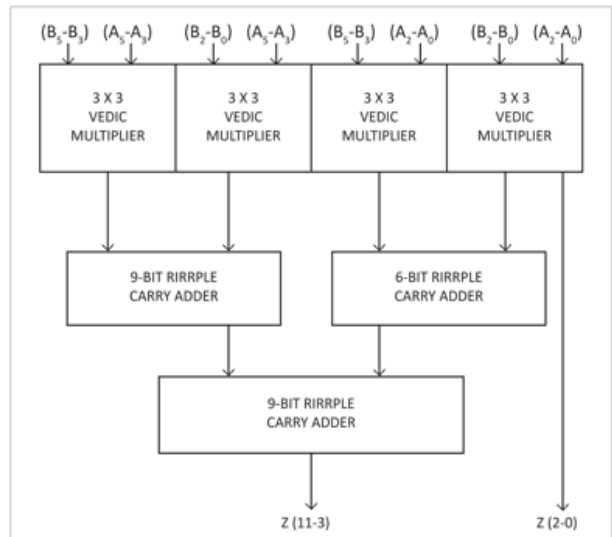 (B₅-B₃) (A₅-A₃) (B₂-B₀) (A₅-A₃) (B₅-B₃) (A₂-A₀) (B₂-B₀) (A₂-A₀)
3 X 3
VEDIC
MULTIPLIER
3 X 3
VEDIC
MULTIPLIER
3 X 3
VEDIC
MULTIPLIER
3 X 3
VEDIC
MULTIPLIER
9-BIT RIRRPLE
CARRY ADDER
6-BIT RIRRPLE
CARRY ADDER
9-BIT RIRRPLE
CARRY ADDER
Z (11-3)
Z (2-0)